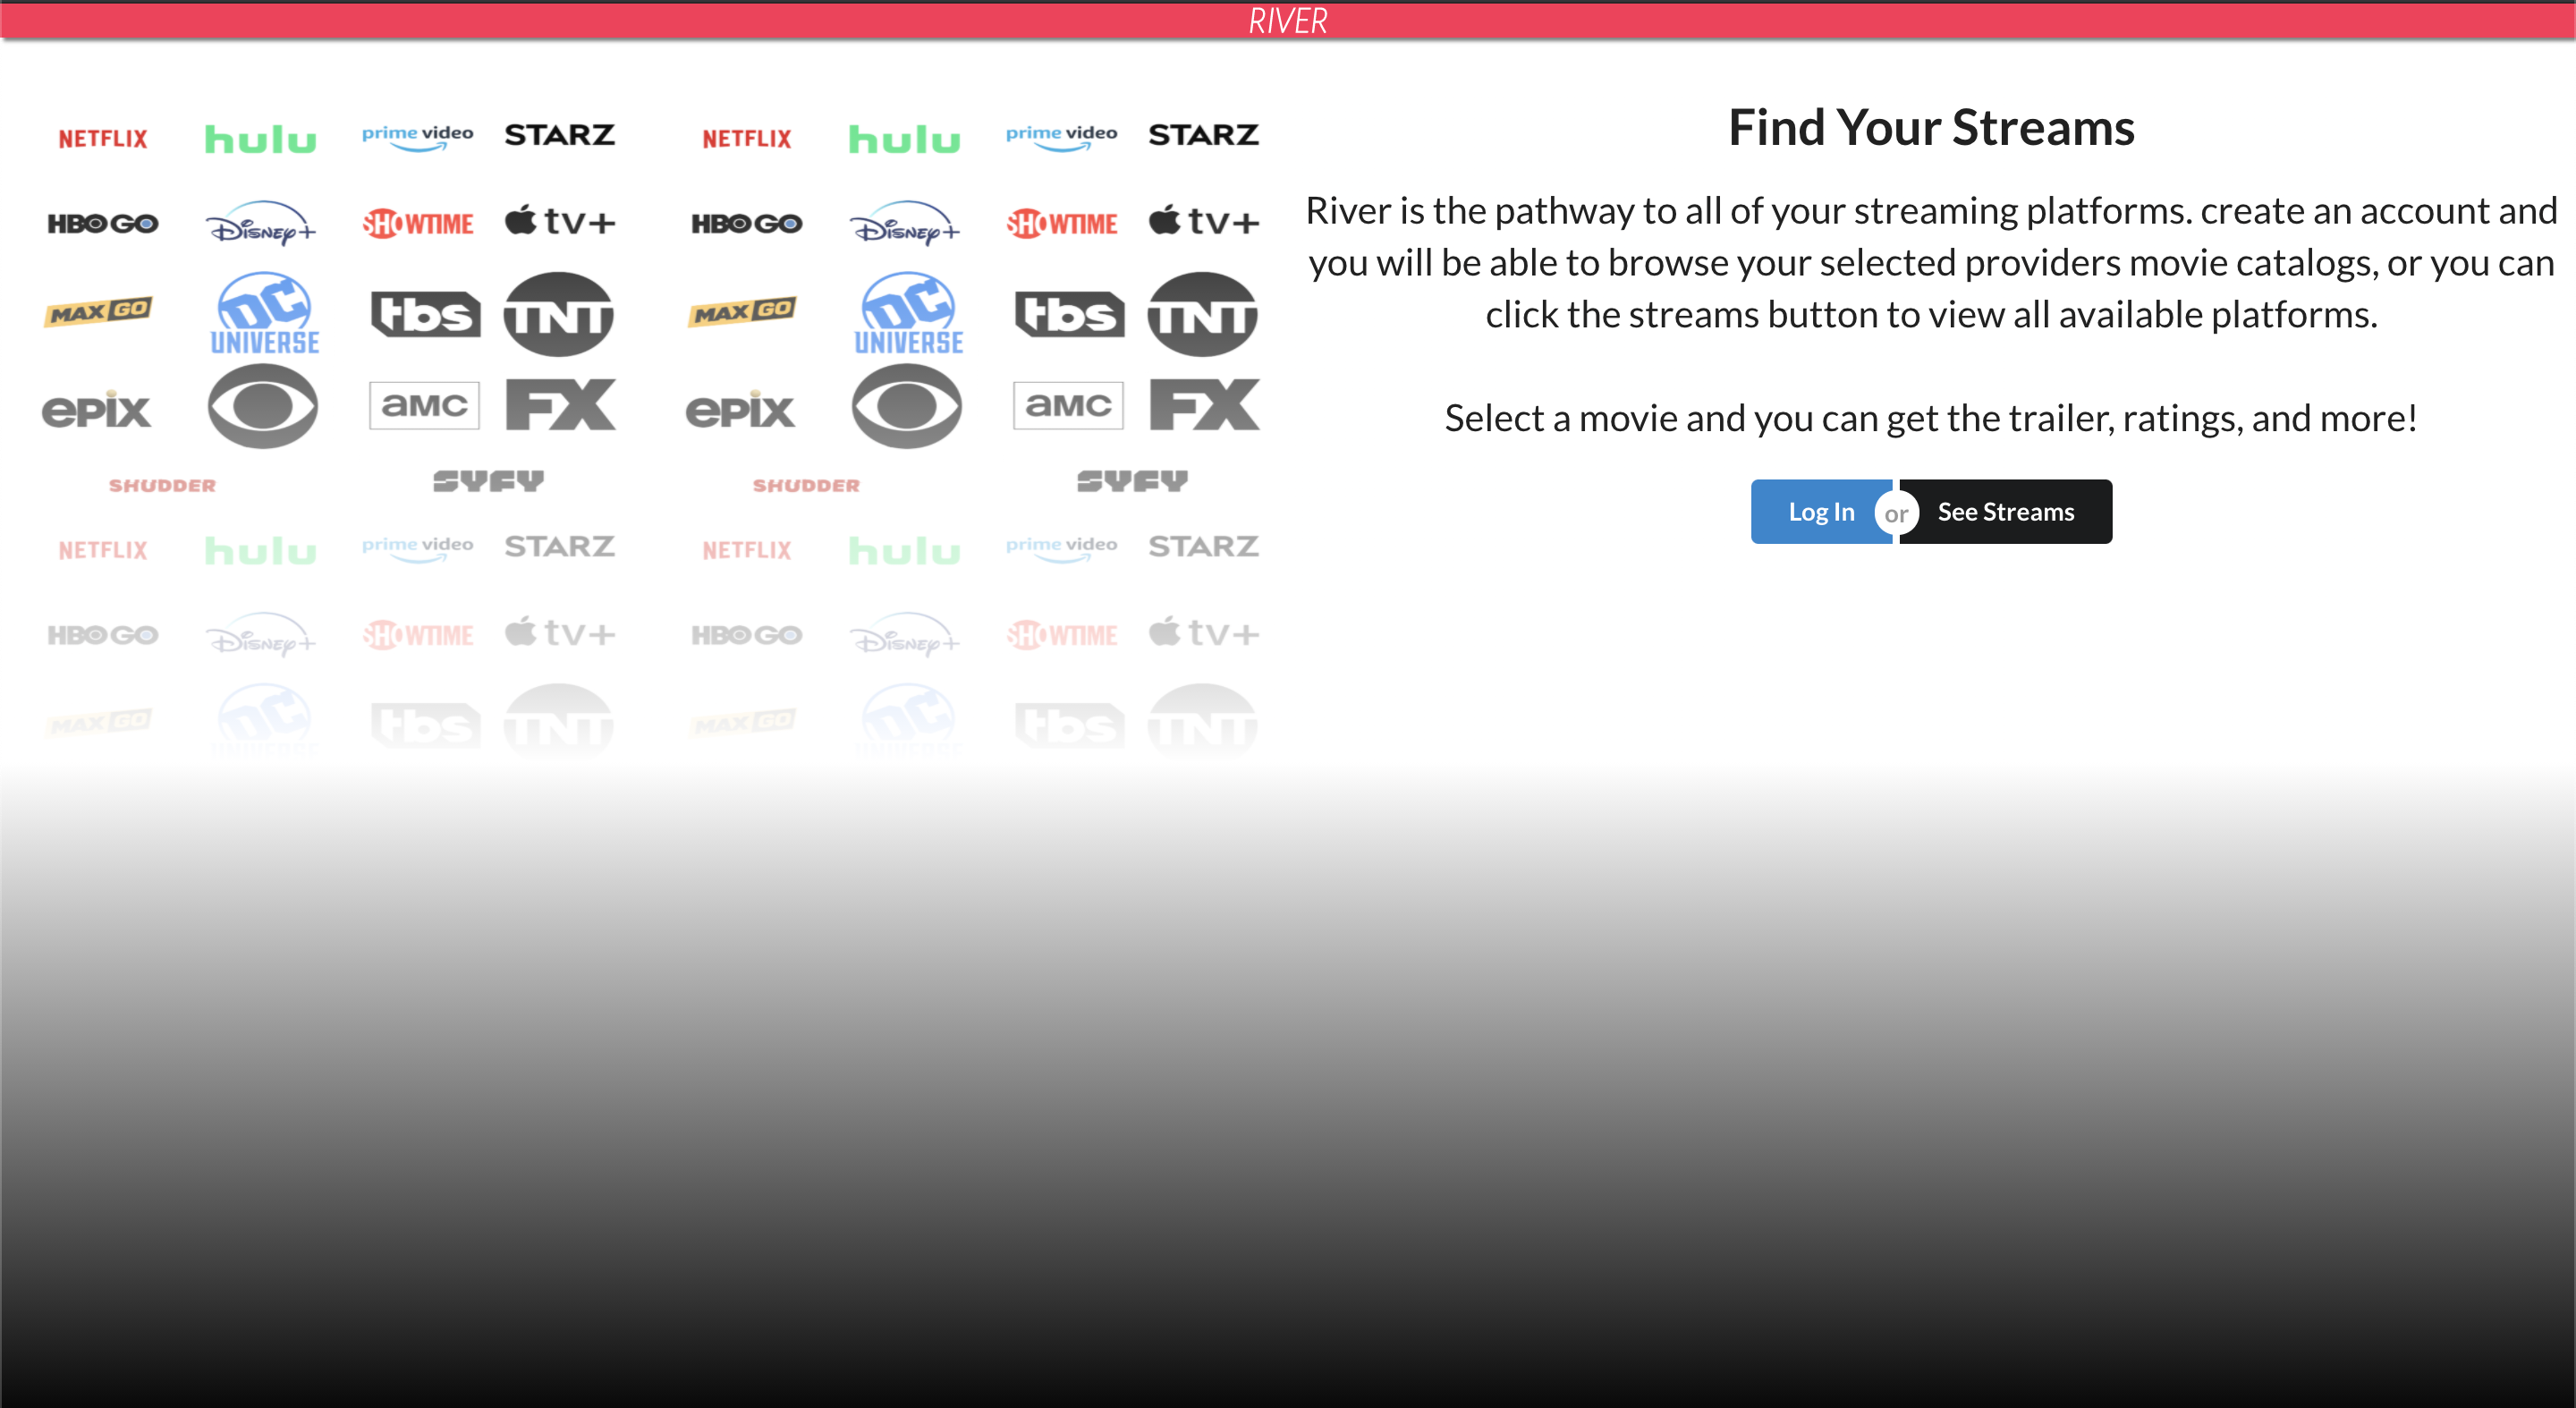 RIVER
NETFLIX hulu prime video STARZ NETFLIX hulu prime video STARZ
HBO GO Disney+ SHOWTIME tv+ HBO GO Disney+ SHOWTIME tv+
MAX GO DC UNIVERSE tbs TNT MAX GO DC UNIVERSE tbs TNT
epix aMC FX epix aMC FX
SHUDDER SYFY SHUDDER SYFY
NETFLIX hulu prime video STARZ NETFLIX hulu prime video STARZ
HBO GO Disney+ SHOWTIME tv+ HBO GO Disney+ SHOWTIME tv+
MAX GO DC UNIVERSE tbs TNT MAX GO DC UNIVERSE tbs TNT
Find Your Streams
River is the pathway to all of your streaming platforms. create an account and
you will be able to browse your selected providers movie catalogs, or you can
click the streams button to view all available platforms.
Select a movie and you can get the trailer, ratings, and more!
Log In or See Streams